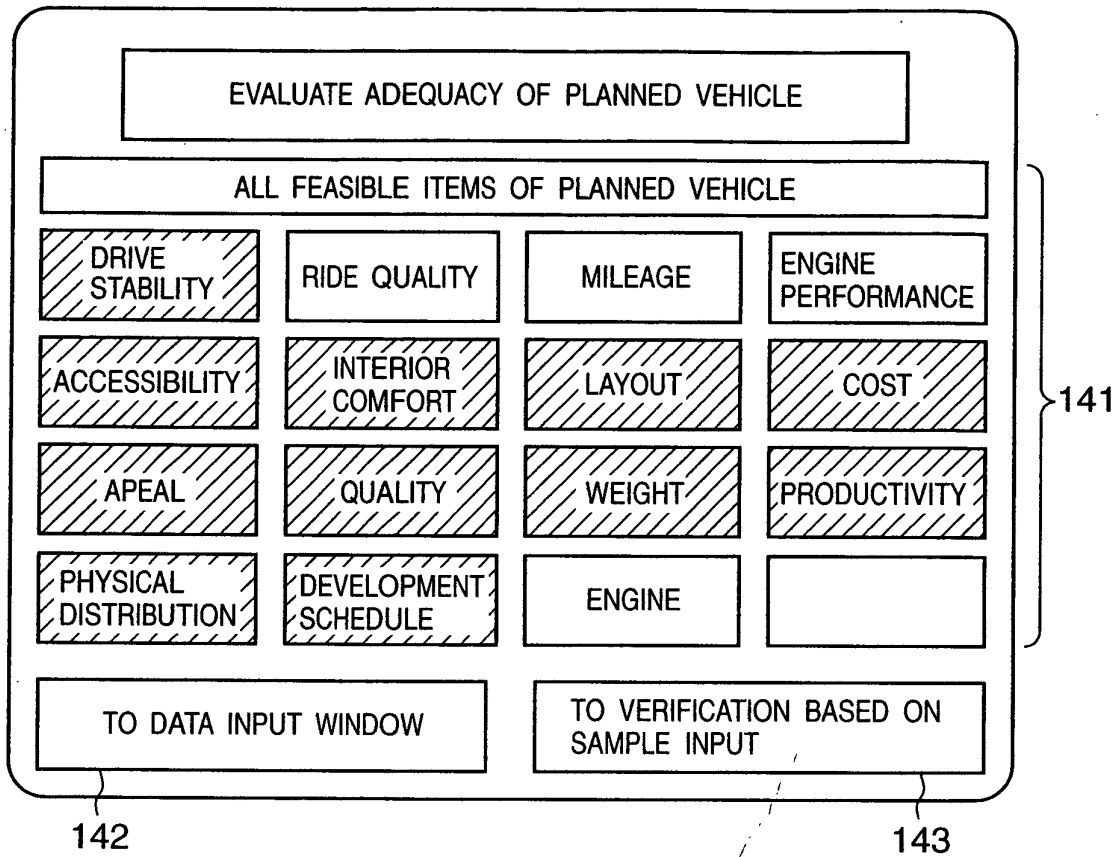 EVALUATE ADEQUACY OF PLANNED VEHICLE
ALL FEASIBLE ITEMS OF PLANNED VEHICLE
DRIVE
STABILITY
RIDE QUALITY
MILEAGE
ENGINE
PERFORMANCE
ACCESSIBILITY
INTERIOR
COMFORT
LAYOUT
COST
141
APEAL
QUALITY
WEIGHT
PRODUCTIVITY
PHYSICAL
DISTRIBUTION
DEVELOPMENT
SCHEDULE
ENGINE
TO DATA INPUT WINDOW
TO VERIFICATION BASED ON
SAMPLE INPUT
142
143